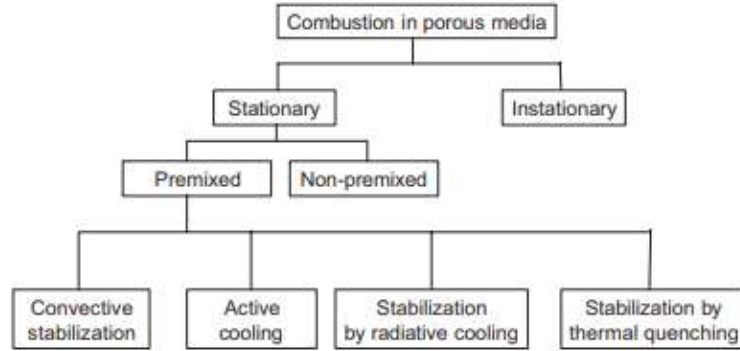 Combustion in porous media
Stationary
Instationary
Premixed
Non-premixed
Convective
stabilization
Active
cooling
Stabilization
by radiative cooling
Stabilization by
thermal quenching